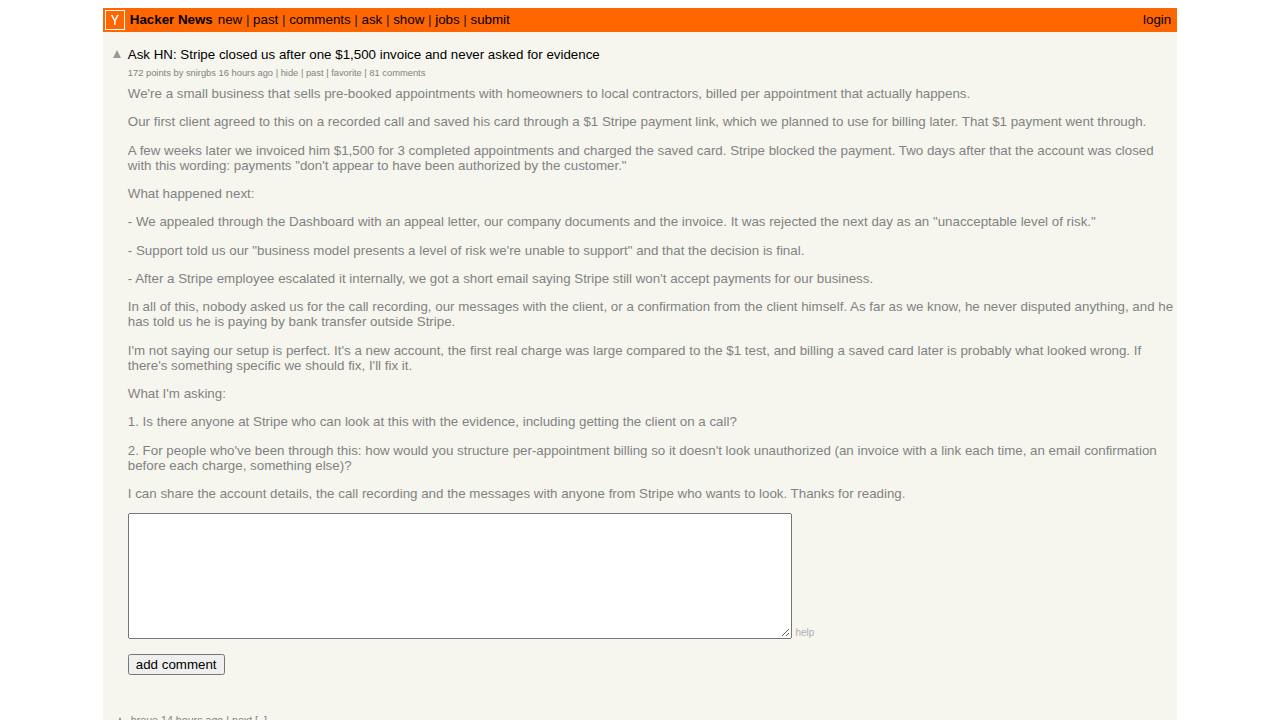 Hacker News new | past | comments | ask | show | jobs | submit login
Ask HN: Stripe closed us after one $1,500 invoice and never asked for evidence
172 points by snirgbs 16 hours ago | hide | past | favorite | 81 comments
We're a small business that sells pre-booked appointments with homeowners to local contractors, billed per appointment that actually happens.
Our first client agreed to this on a recorded call and saved his card through a $1 Stripe payment link, which we planned to use for billing later. That $1 payment went through.
A few weeks later we invoiced him $1,500 for 3 completed appointments and charged the saved card. Stripe blocked the payment. Two days after that the account was closed
with this wording: payments "don't appear to have been authorized by the customer."
What happened next:
- We appealed through the Dashboard with an appeal letter, our company documents and the invoice. It was rejected the next day as an "unacceptable level of risk."
- Support told us our "business model presents a level of risk we're unable to support" and that the decision is final.
- After a Stripe employee escalated it internally, we got a short email saying Stripe still won't accept payments for our business.
In all of this, nobody asked us for the call recording, our messages with the client, or a confirmation from the client himself. As far as we know, he never disputed anything, and he
has told us he is paying by bank transfer outside Stripe.
I'm not saying our setup is perfect. It's a new account, the first real charge was large compared to the $1 test, and billing a saved card later is probably what looked wrong. If
there's something specific we should fix, I'll fix it.
What I'm asking:
1. Is there anyone at Stripe who can look at this with the evidence, including getting the client on a call?
2. For people who've been through this: how would you structure per-appointment billing so it doesn't look unauthorized (an invoice with a link each time, an email confirmation
before each charge, something else)?
I can share the account details, the call recording and the messages with anyone from Stripe who wants to look. Thanks for reading.
help
add comment